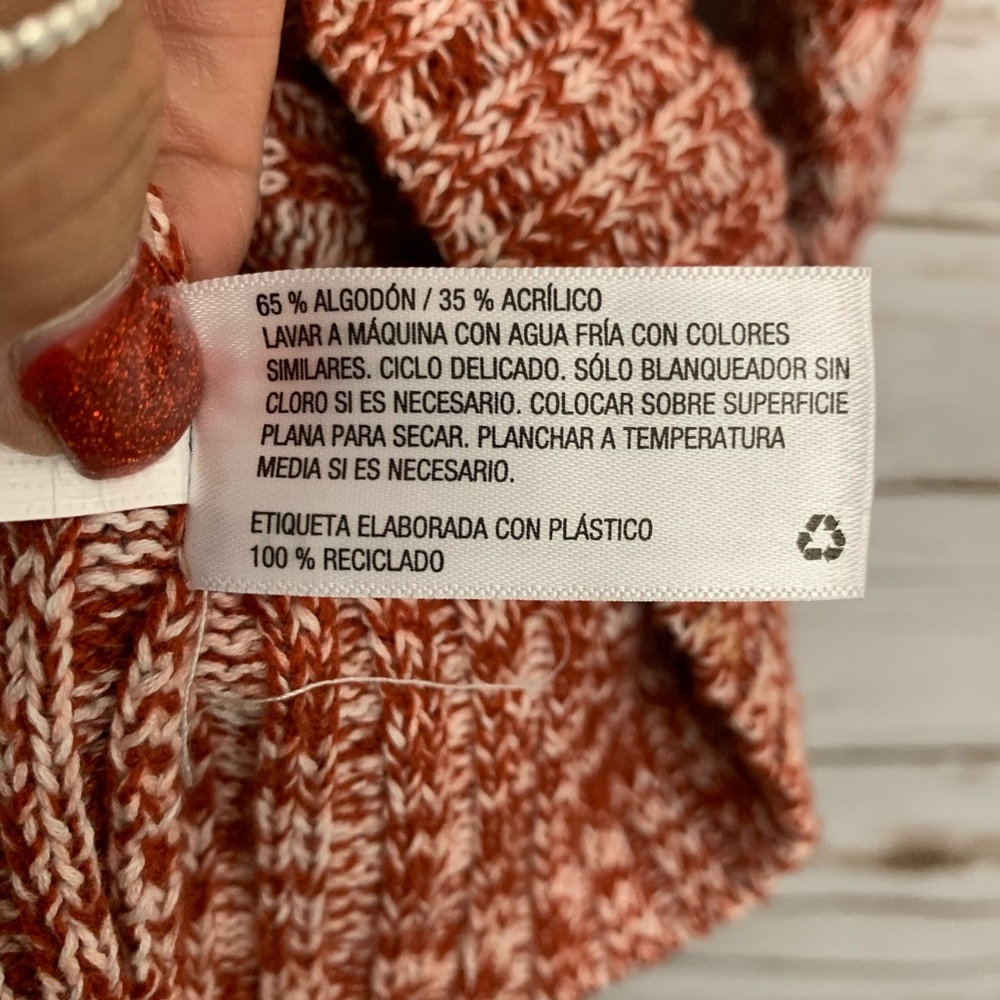 65 % ALGODÓN / 35 % ACRÍLICO
LAVAR A MÁQUINA CON AGUA FRÍA CON COLORES
SIMILARES. CICLO DELICADO. SÓLO BLANQUEADOR SIN
CLORO SI ES NECESARIO. COLOCAR SOBRE SUPERFICIE
PLANA PARA SECAR. PLANCHAR A TEMPERATURA
MEDIA SI ES NECESARIO.
ETIQUETA ELABORADA CON PLÁSTICO
100 % RECICLADO